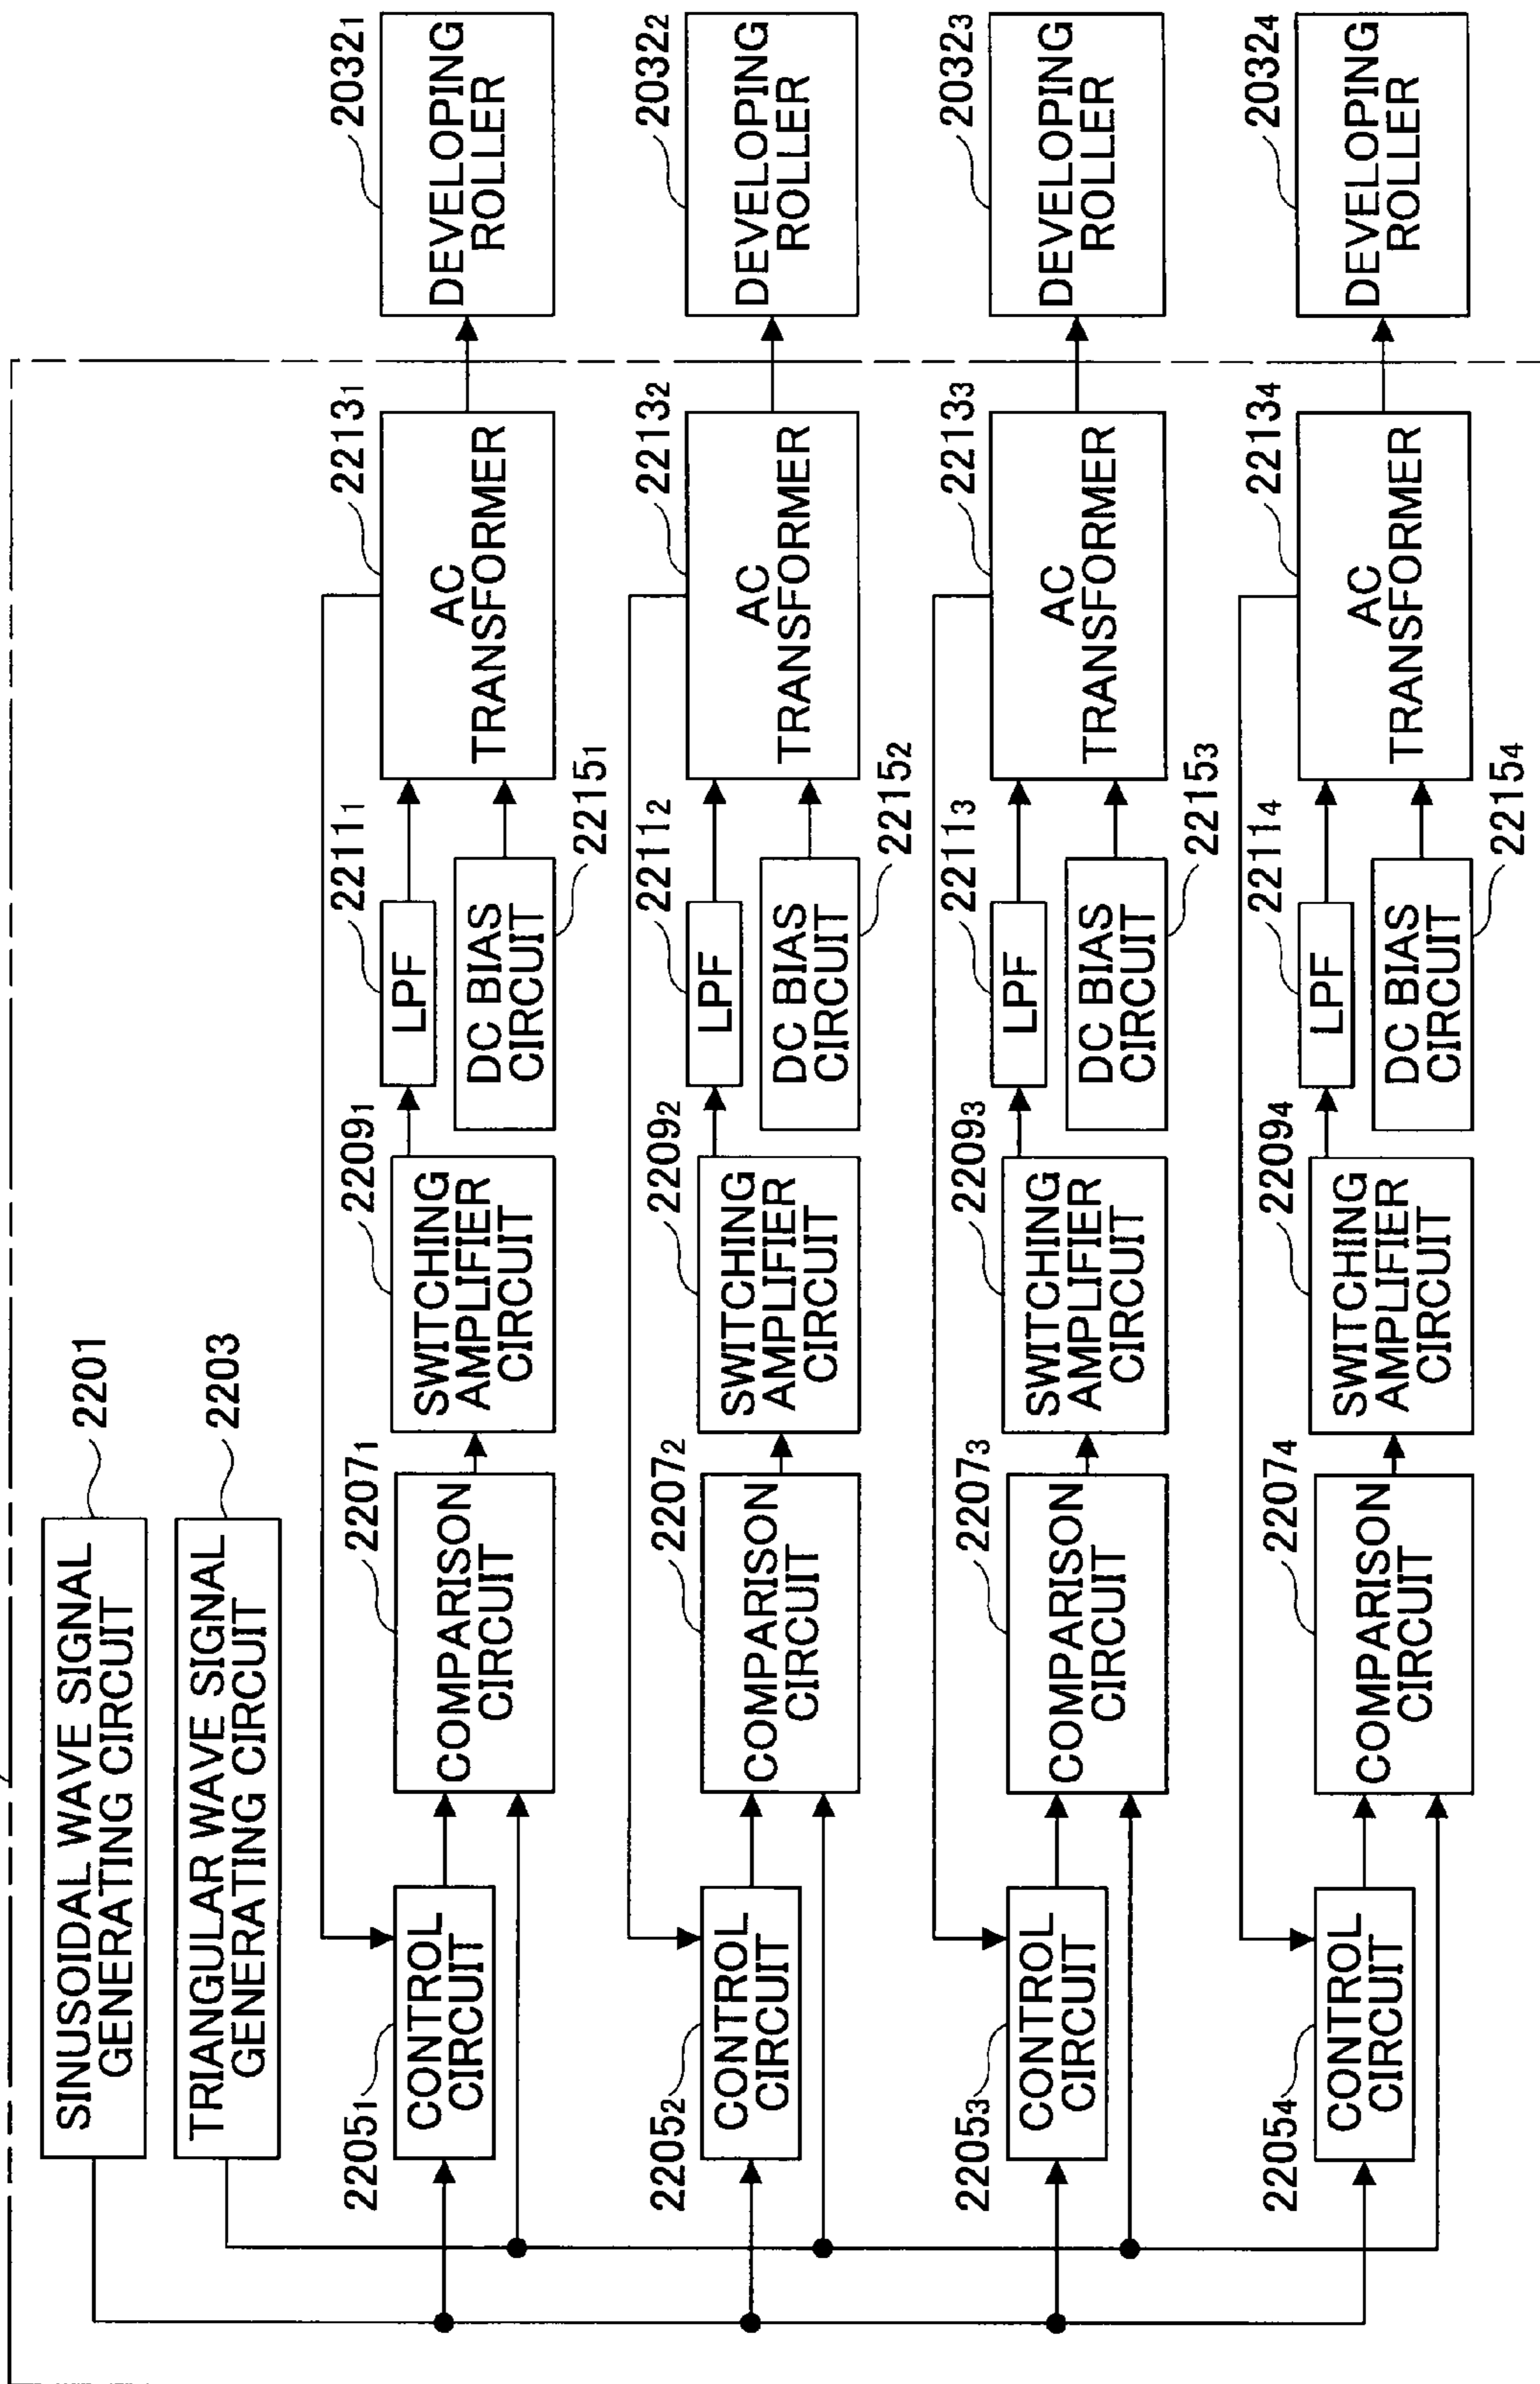 SINUSOIDAL WAVE SIGNAL
GENERATING CIRCUIT
2201
TRIANGULAR WAVE SIGNAL
GENERATING CIRCUIT
2203
2205₁
CONTROL
CIRCUIT
2207₁
COMPARISON
CIRCUIT
2209₁
SWITCHING
AMPLIFIER
CIRCUIT
2211₁
LPF
DC BIAS
CIRCUIT
2215₁
2213₁
AC
TRANSFORMER
2032₁
DEVELOPING
ROLLER
2205₂
CONTROL
CIRCUIT
2207₂
COMPARISON
CIRCUIT
2209₂
SWITCHING
AMPLIFIER
CIRCUIT
2211₂
LPF
DC BIAS
CIRCUIT
2215₂
2213₂
AC
TRANSFORMER
2032₂
DEVELOPING
ROLLER
2205₃
CONTROL
CIRCUIT
2207₃
COMPARISON
CIRCUIT
2209₃
SWITCHING
AMPLIFIER
CIRCUIT
2211₃
LPF
DC BIAS
CIRCUIT
2215₃
2213₃
AC
TRANSFORMER
2032₃
DEVELOPING
ROLLER
2205₄
CONTROL
CIRCUIT
2207₄
COMPARISON
CIRCUIT
2209₄
SWITCHING
AMPLIFIER
CIRCUIT
2211₄
LPF
DC BIAS
CIRCUIT
2215₄
2213₄
AC
TRANSFORMER
2032₄
DEVELOPING
ROLLER